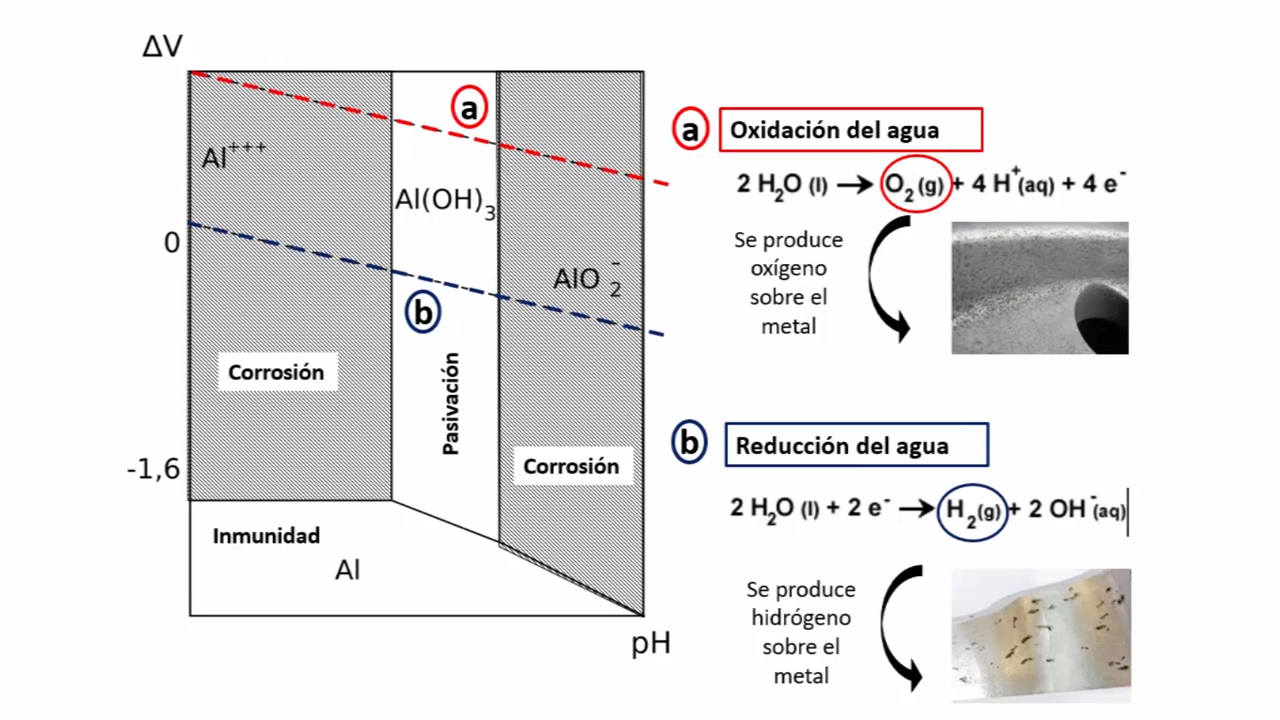 ΔV
a
Al+++
Al(OH)3
0
AlO2-
b
Corrosión
Pasivación
-1,6
Corrosión
Inmunidad
Al
pH
a Oxidación del agua
2 H2O (l) → O2 (g) + 4 H+(aq) + 4 e-
Se produce
oxígeno
sobre el
metal
b Reducción del agua
2 H2O (l) + 2 e- → H2(g) + 2 OH-(aq)
Se produce
hidrógeno
sobre el
metal